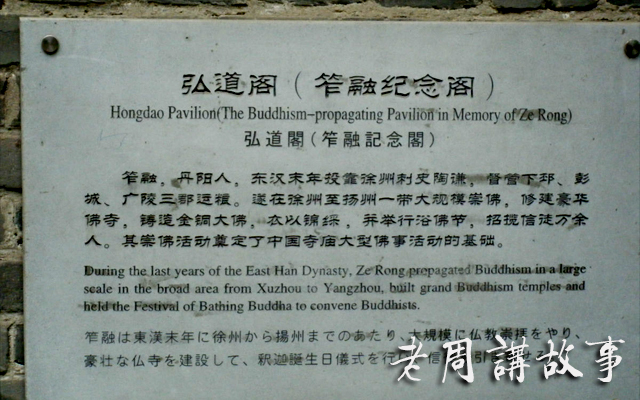 弘道阁（笮融纪念阁）
Hongdao Pavilion(The Buddhism-propagating Pavilion in Memory of Ze Rong)
弘道閣（笮融記念閣）
笮融，丹阳人，东汉末年投靠徐州刺史陶谦，督管下邳、彭
城、广陵三郡运粮。遂在徐州至扬州一带大规模崇佛，修建豪华
佛寺，铸造金铜大佛，衣以锦綵，并举行浴佛节，招揽信徒万余
人。其崇佛活动奠定了中国寺庙大型佛事活动的基础。
During the last years of the East Han Dynasty, Ze Rong propagated Buddhism in a large
scale in the broad area from Xuzhou to Yangzhou, built grand Buddhism temples and
held the Festival of Bathing Buddha to convene Buddhists.
笮融は東漢末年に徐州から揚州までのあたり、大規模に仏教崇拝をやり、
豪壮な仏寺を建設して、釈迦誕生日儀式を行い、信
老周講故事